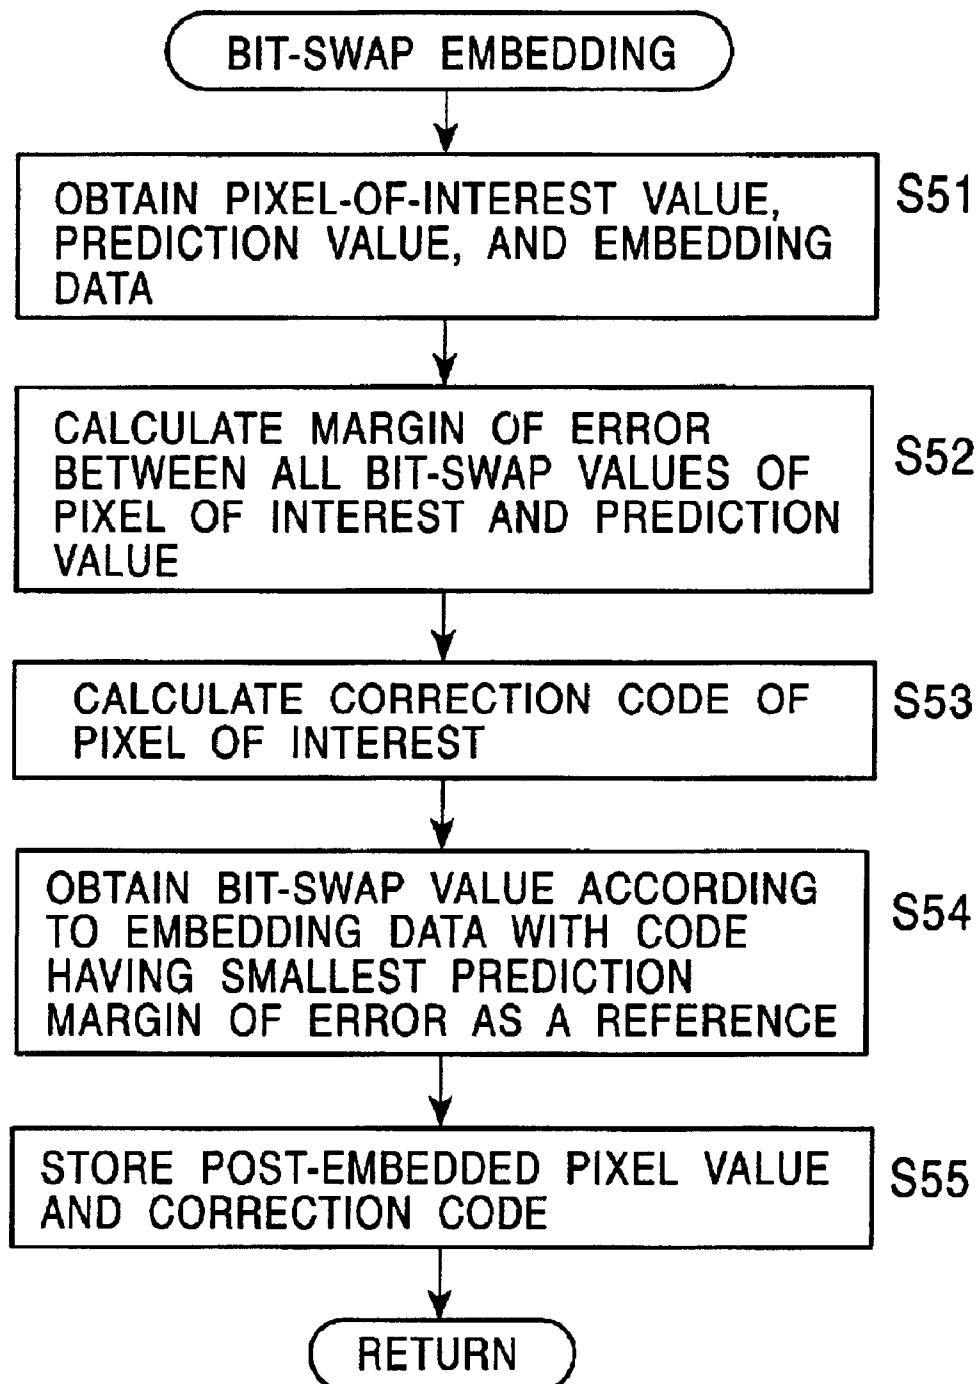 BIT-SWAP EMBEDDING
OBTAIN PIXEL-OF-INTEREST VALUE,
PREDICTION VALUE, AND EMBEDDING
DATA
S51
CALCULATE MARGIN OF ERROR
BETWEEN ALL BIT-SWAP VALUES OF
PIXEL OF INTEREST AND PREDICTION
VALUE
S52
CALCULATE CORRECTION CODE OF
PIXEL OF INTEREST
S53
OBTAIN BIT-SWAP VALUE ACCORDING
TO EMBEDDING DATA WITH CODE
HAVING SMALLEST PREDICTION
MARGIN OF ERROR AS A REFERENCE
S54
STORE POST-EMBEDDED PIXEL VALUE
AND CORRECTION CODE
S55
RETURN